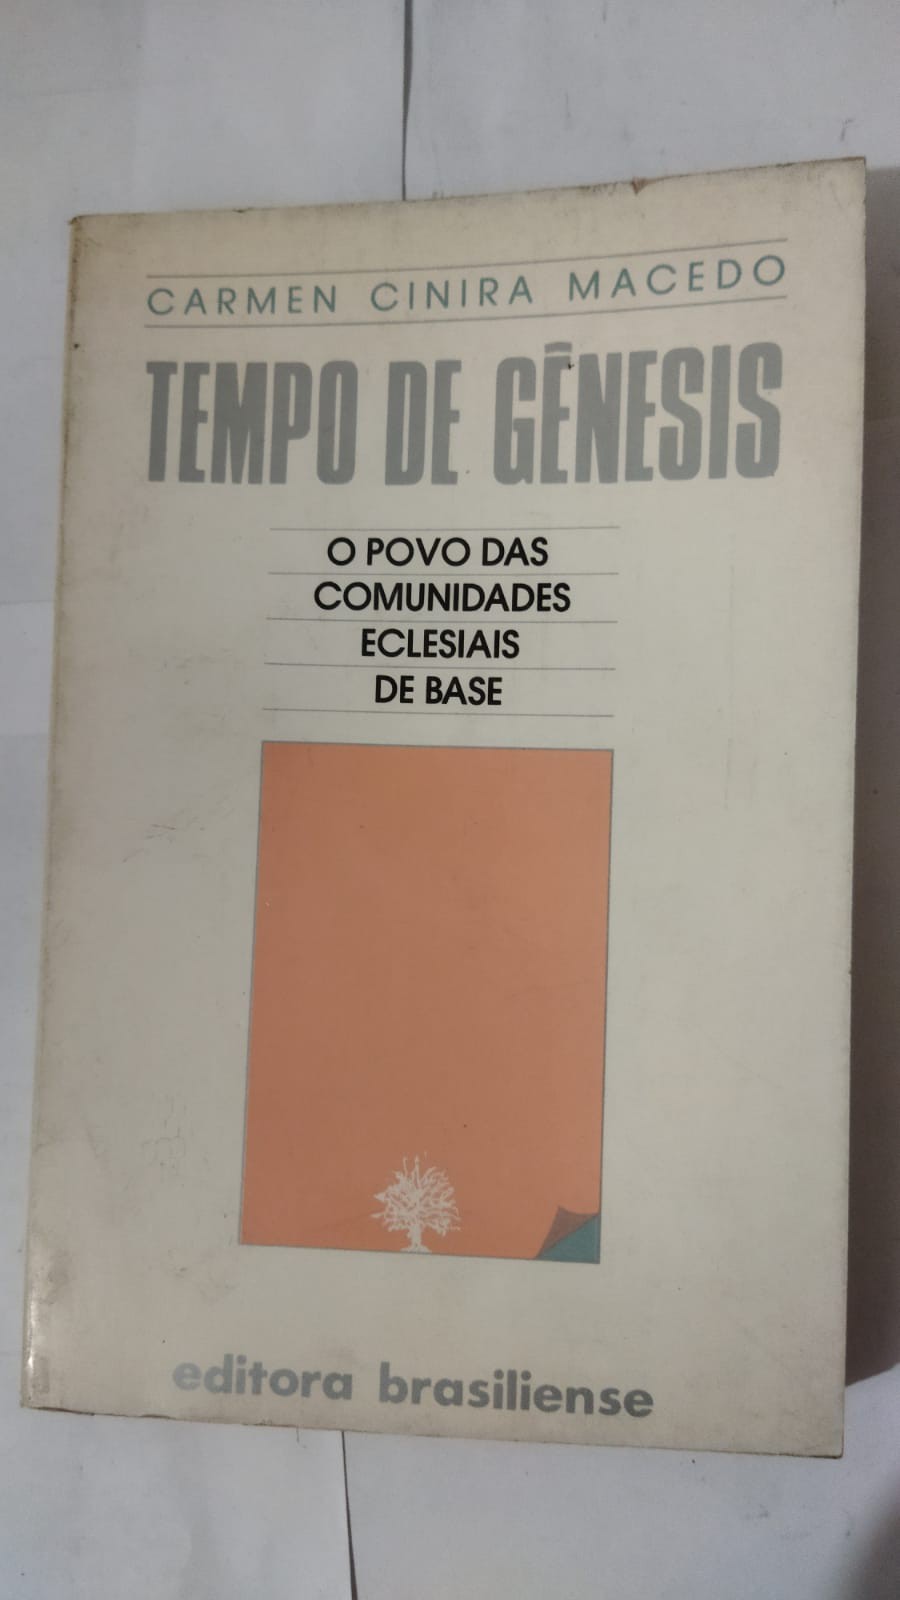 CARMEN CINIRA MACEDO
TEMPO DE GÊNESIS
O POVO DAS
COMUNIDADES
ECLESIAIS
DE BASE
editora brasiliense